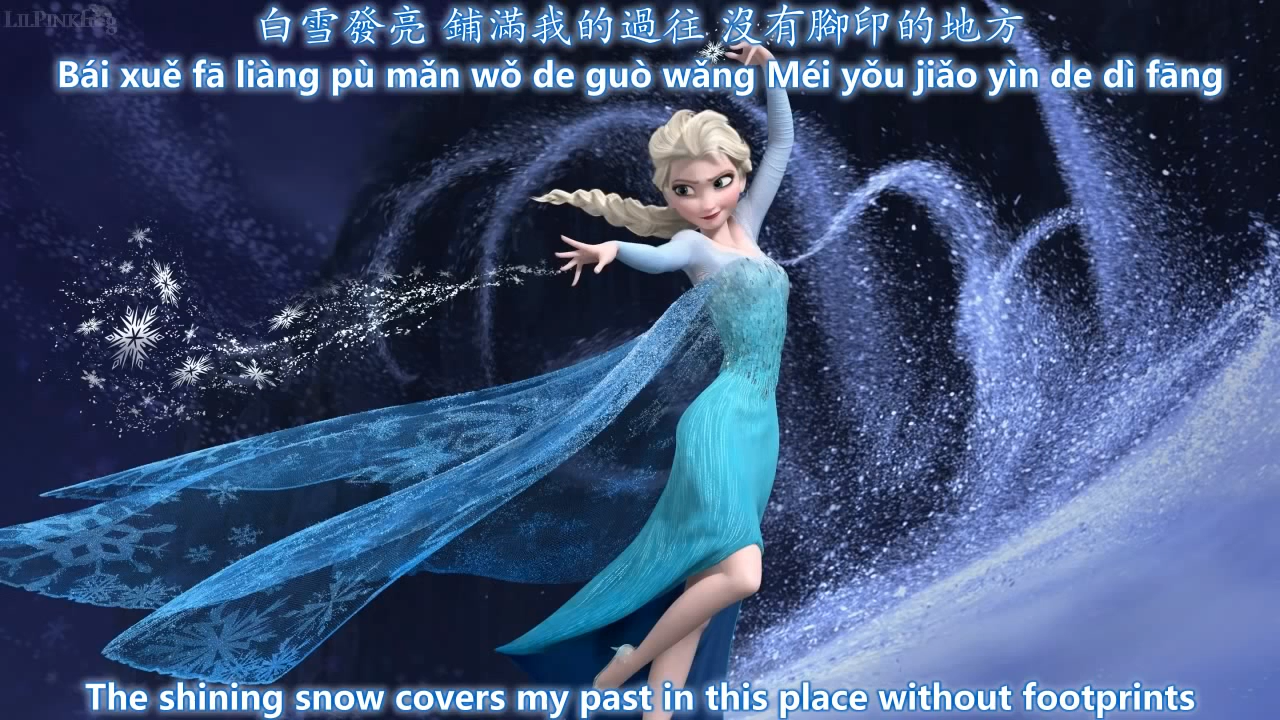 LilPinkFrog
白雪發亮 鋪滿我的過往 沒有腳印的地方
Bái xuě fā liàng pù mǎn wǒ de guò wǎng Méi yǒu jiǎo yìn de dì fāng
The shining snow covers my past in this place without footprints